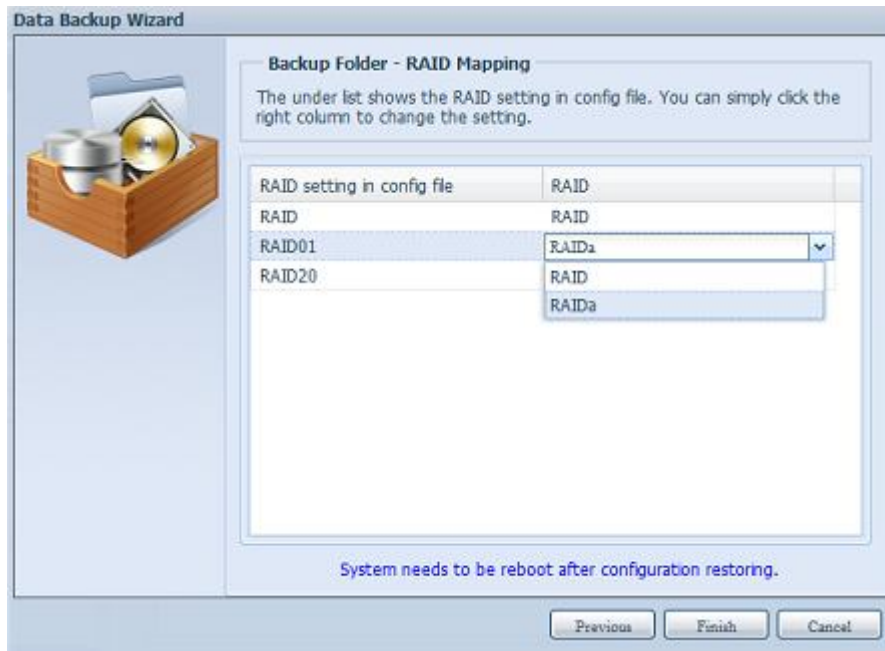 Data Backup Wizard
Backup Folder - RAID Mapping
The under list shows the RAID setting in config file. You can simply click the
right column to change the setting.
RAID setting in config file RAID
RAID RAID
RAID01 RAIDa
RAID20 RAID
RAIDa
System needs to be reboot after configuration restoring.
Previous Finish Cancel